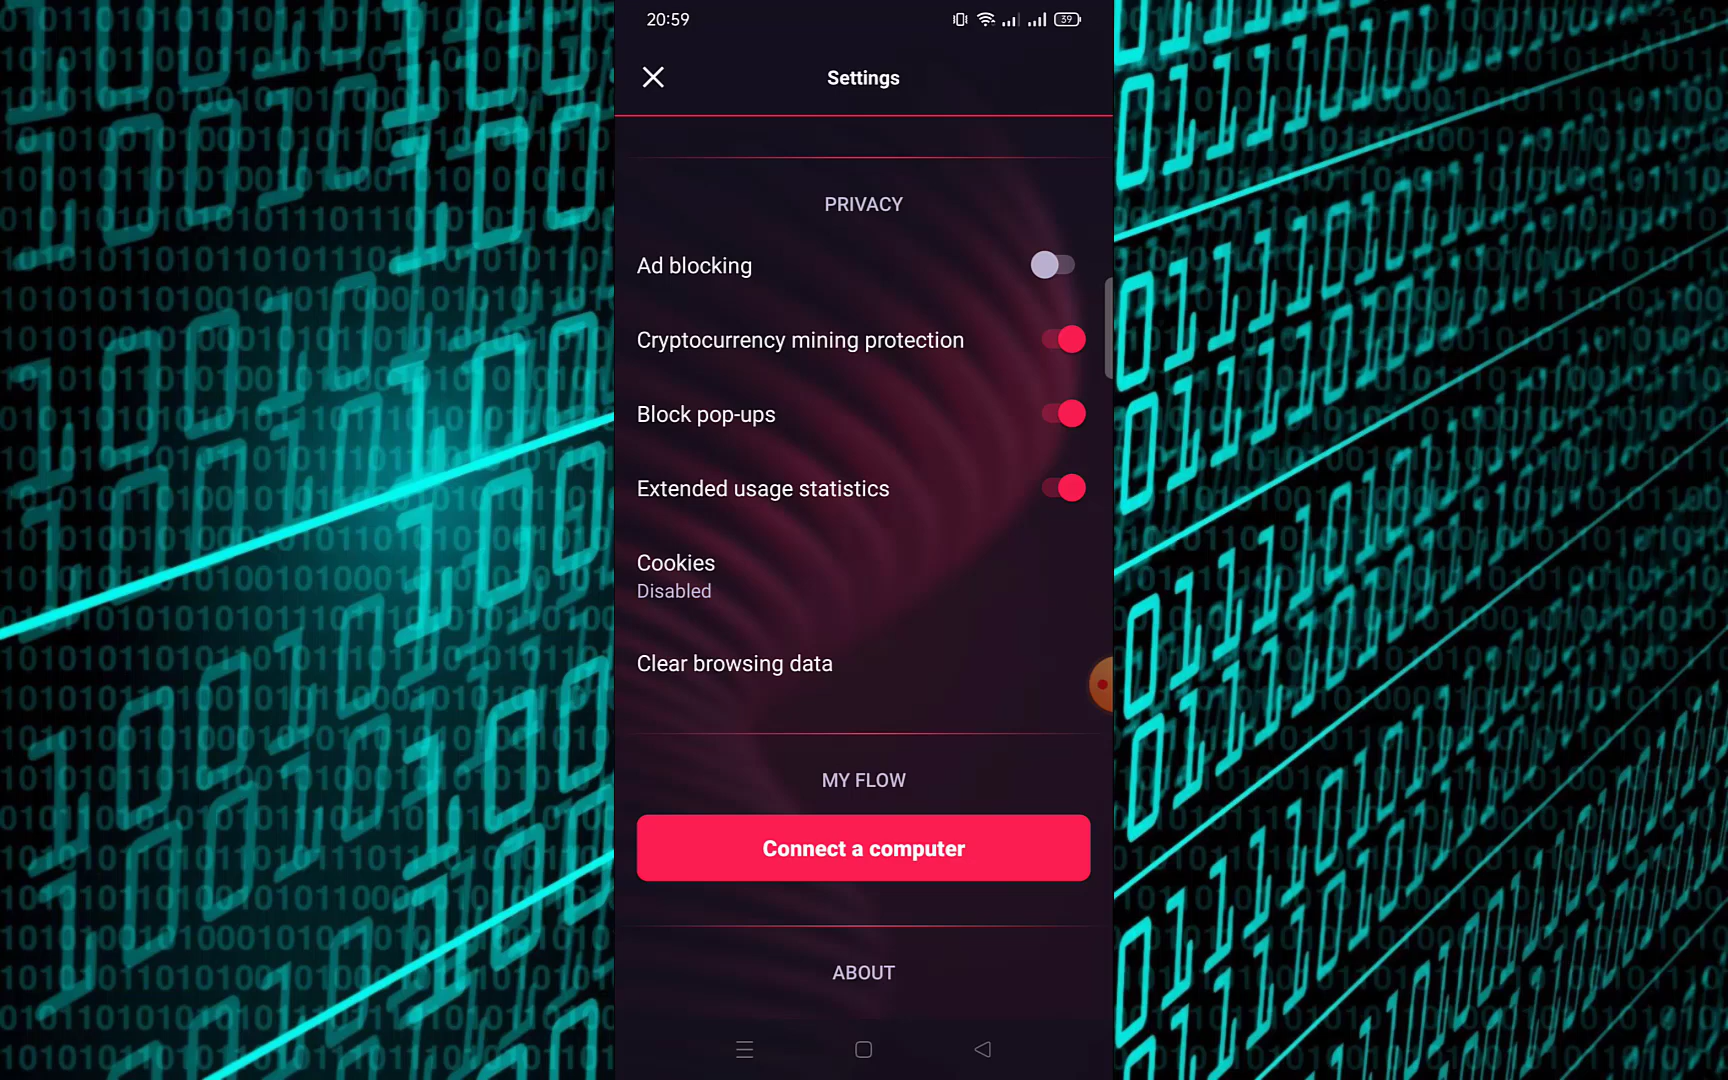 20:59
39
Settings
PRIVACY
Ad blocking
Cryptocurrency mining protection
Block pop-ups
Extended usage statistics
Cookies
Disabled
Clear browsing data
MY FLOW
Connect a computer
ABOUT